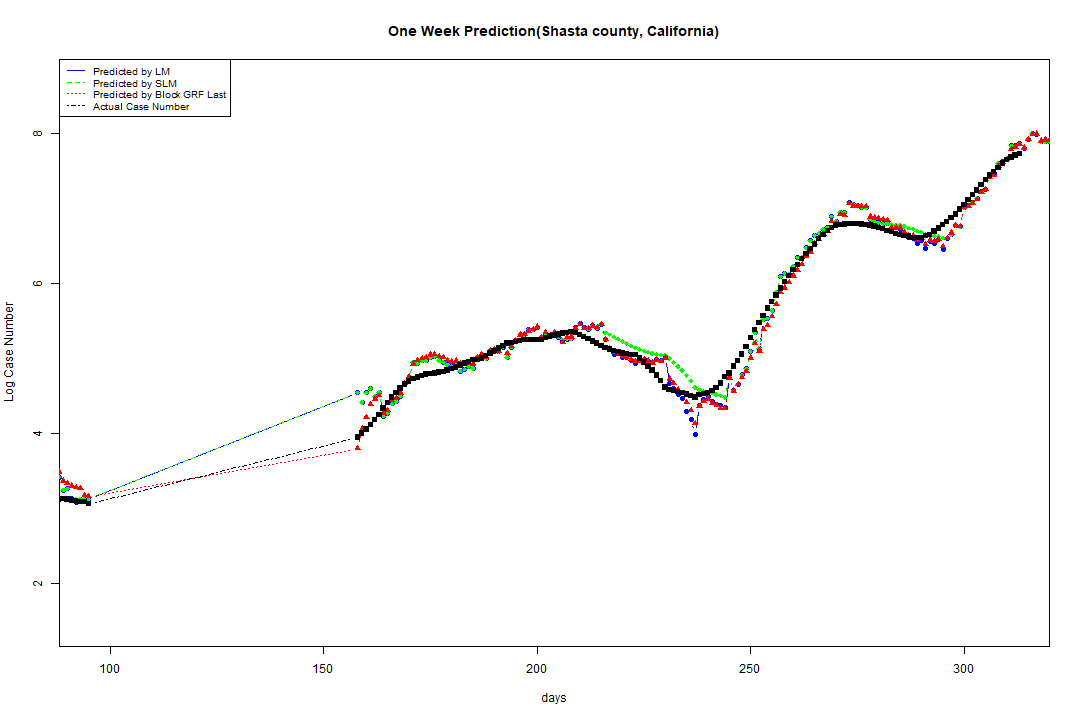 One Week Prediction(Shasta county, California)
Predicted by LM
Predicted by SLM
Predicted by Block GRF Last
Actual Case Number
8
6
4
2
Log Case Number
100 150 200 250 300
days